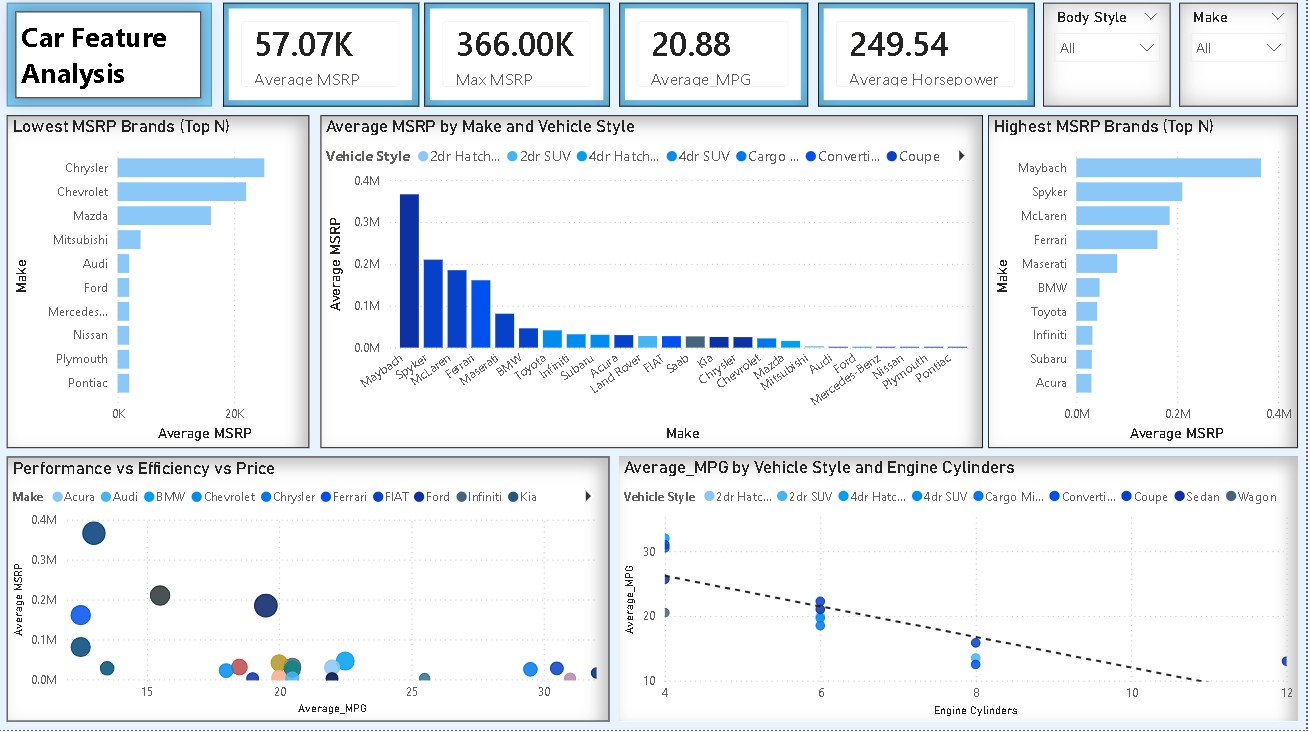 Car Feature
Analysis
57.07K
Average MSRP
366.00K
Max MSRP
20.88
Average_MPG
249.54
Average Horsepower
Body Style
All
Make
All
Lowest MSRP Brands (Top N)
Make
Chrysler
Chevrolet
Mazda
Mitsubishi
Audi
Ford
Mercedes...
Nissan
Plymouth
Pontiac
0K 20K
Average MSRP
Average MSRP by Make and Vehicle Style
Vehicle Style 2dr Hatch... 2dr SUV 4dr Hatch... 4dr SUV Cargo ... Converti... Coupe
Average MSRP
0.4M
0.3M
0.2M
0.1M
0.0M
Maybach Spyker McLaren Ferrari Maserati BMW Toyota Infiniti Subaru Acura Land Rover FIAT Saab Kia Chrysler Chevrolet Mazda Mitsubishi Audi Ford Mercedes-Benz Nissan Plymouth Pontiac
Make
Highest MSRP Brands (Top N)
Make
Maybach
Spyker
McLaren
Ferrari
Maserati
BMW
Toyota
Infiniti
Subaru
Acura
0.0M 0.2M 0.4M
Average MSRP
Performance vs Efficiency vs Price
Make Acura Audi BMW Chevrolet Chrysler Ferrari FIAT Ford Infiniti Kia
Average MSRP
0.4M
0.3M
0.2M
0.1M
0.0M
15 20 25 30
Average_MPG
Average_MPG by Vehicle Style and Engine Cylinders
Vehicle Style 2dr Hatc... 2dr SUV 4dr Hatc... 4dr SUV Cargo Mi... Converti... Coupe Sedan Wagon
Average_MPG
30
20
10
4 6 8 10 12
Engine Cylinders